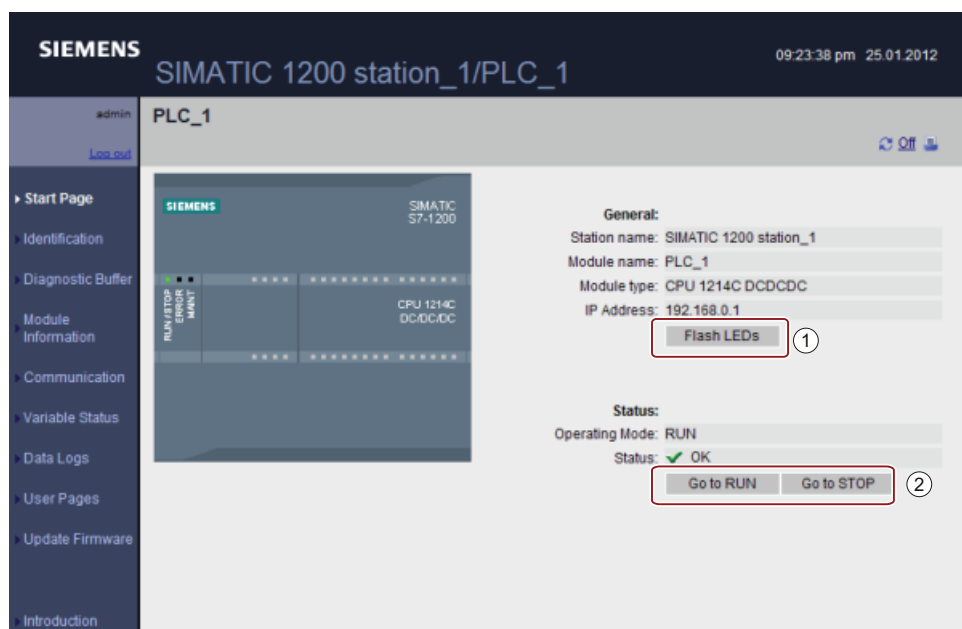 SIEMENS
SIMATIC 1200 station_1/PLC_1
09:23:38 pm 25.01.2012
admin
Log out
PLC_1
Off
Start Page
Identification
Diagnostic Buffer
Module
Information
Communication
Variable Status
Data Logs
User Pages
Update Firmware
Introduction
SIEMENS
SIMATIC
S7-1200
RUN / STOP
ERROR
MAINT
CPU 1214C
DC/DC/DC
General:
Station name: SIMATIC 1200 station_1
Module name: PLC_1
Module type: CPU 1214C DCDCDC
IP Address: 192.168.0.1
Flash LEDs
1
Status:
Operating Mode: RUN
Status: OK
Go to RUN Go to STOP
2